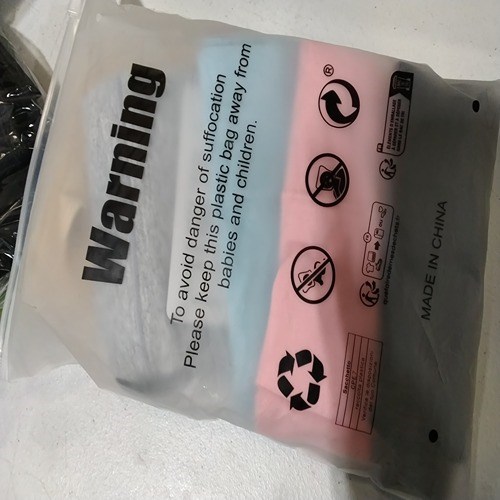 Warning
To avoid danger of suffocation
Please keep this plastic bag away from
babies and children.
®
MADE IN CHINA